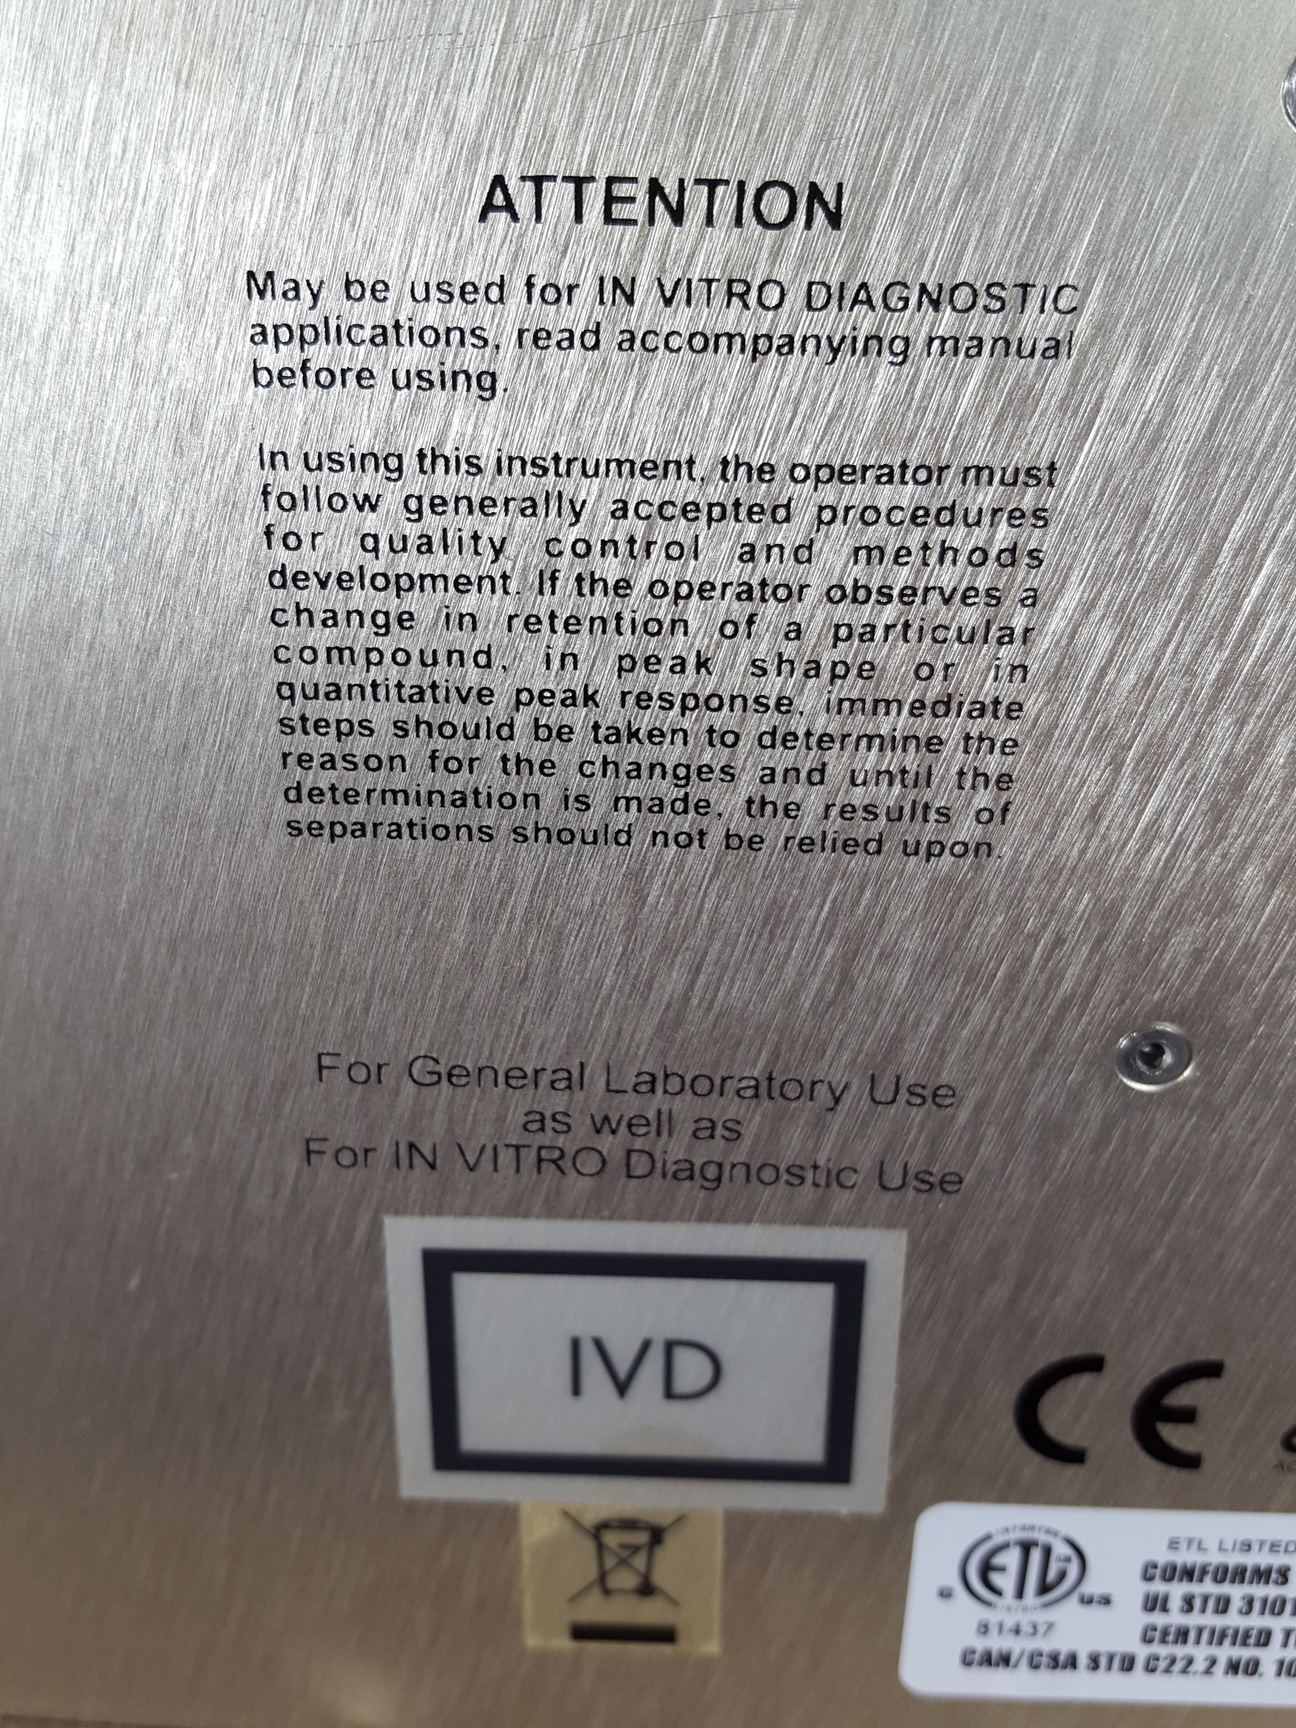 ATTENTION
May be used for IN VITRO DIAGNOSTIC
applications, read accompanying manual
before using.
In using this instrument, the operator must
follow generally accepted procedures
for quality control and methods
development. If the operator observes a
change in retention of a particular
compound, in peak shape or in
quantitative peak response, immediate
steps should be taken to determine the
reason for the changes and until the
determination is made, the results of
separations should not be relied upon.
For General Laboratory Use
as well as
For IN VITRO Diagnostic Use
IVD
CE
ETL LISTED
CONFORMS
UL STD 3101
CERTIFIED
CAN/CSA STD C22.2 NO.
C ETL US
81437